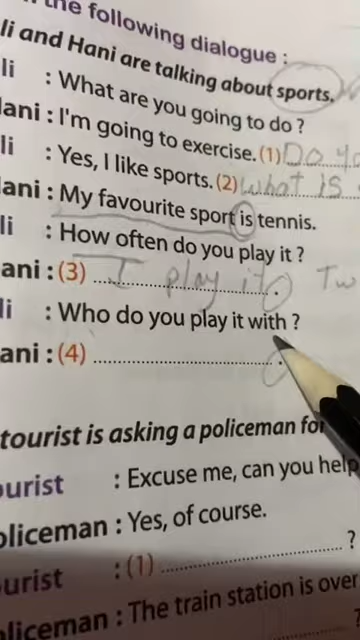 the following dialogue :
li and Hani are talking about sports.
li : What are you going to do ?
ani : I'm going to exercise. (1) Do yo
li : Yes, I like sports. (2) what is
ani : My favourite sport is tennis.
li : How often do you play it ?
ani : (3) I play it . Tw
li : Who do you play it with ?
ani : (4) .
tourist is asking a policeman for
ourist : Excuse me, can you help
oliceman : Yes, of course.
ourist : (1) ?
oliceman : The train station is over